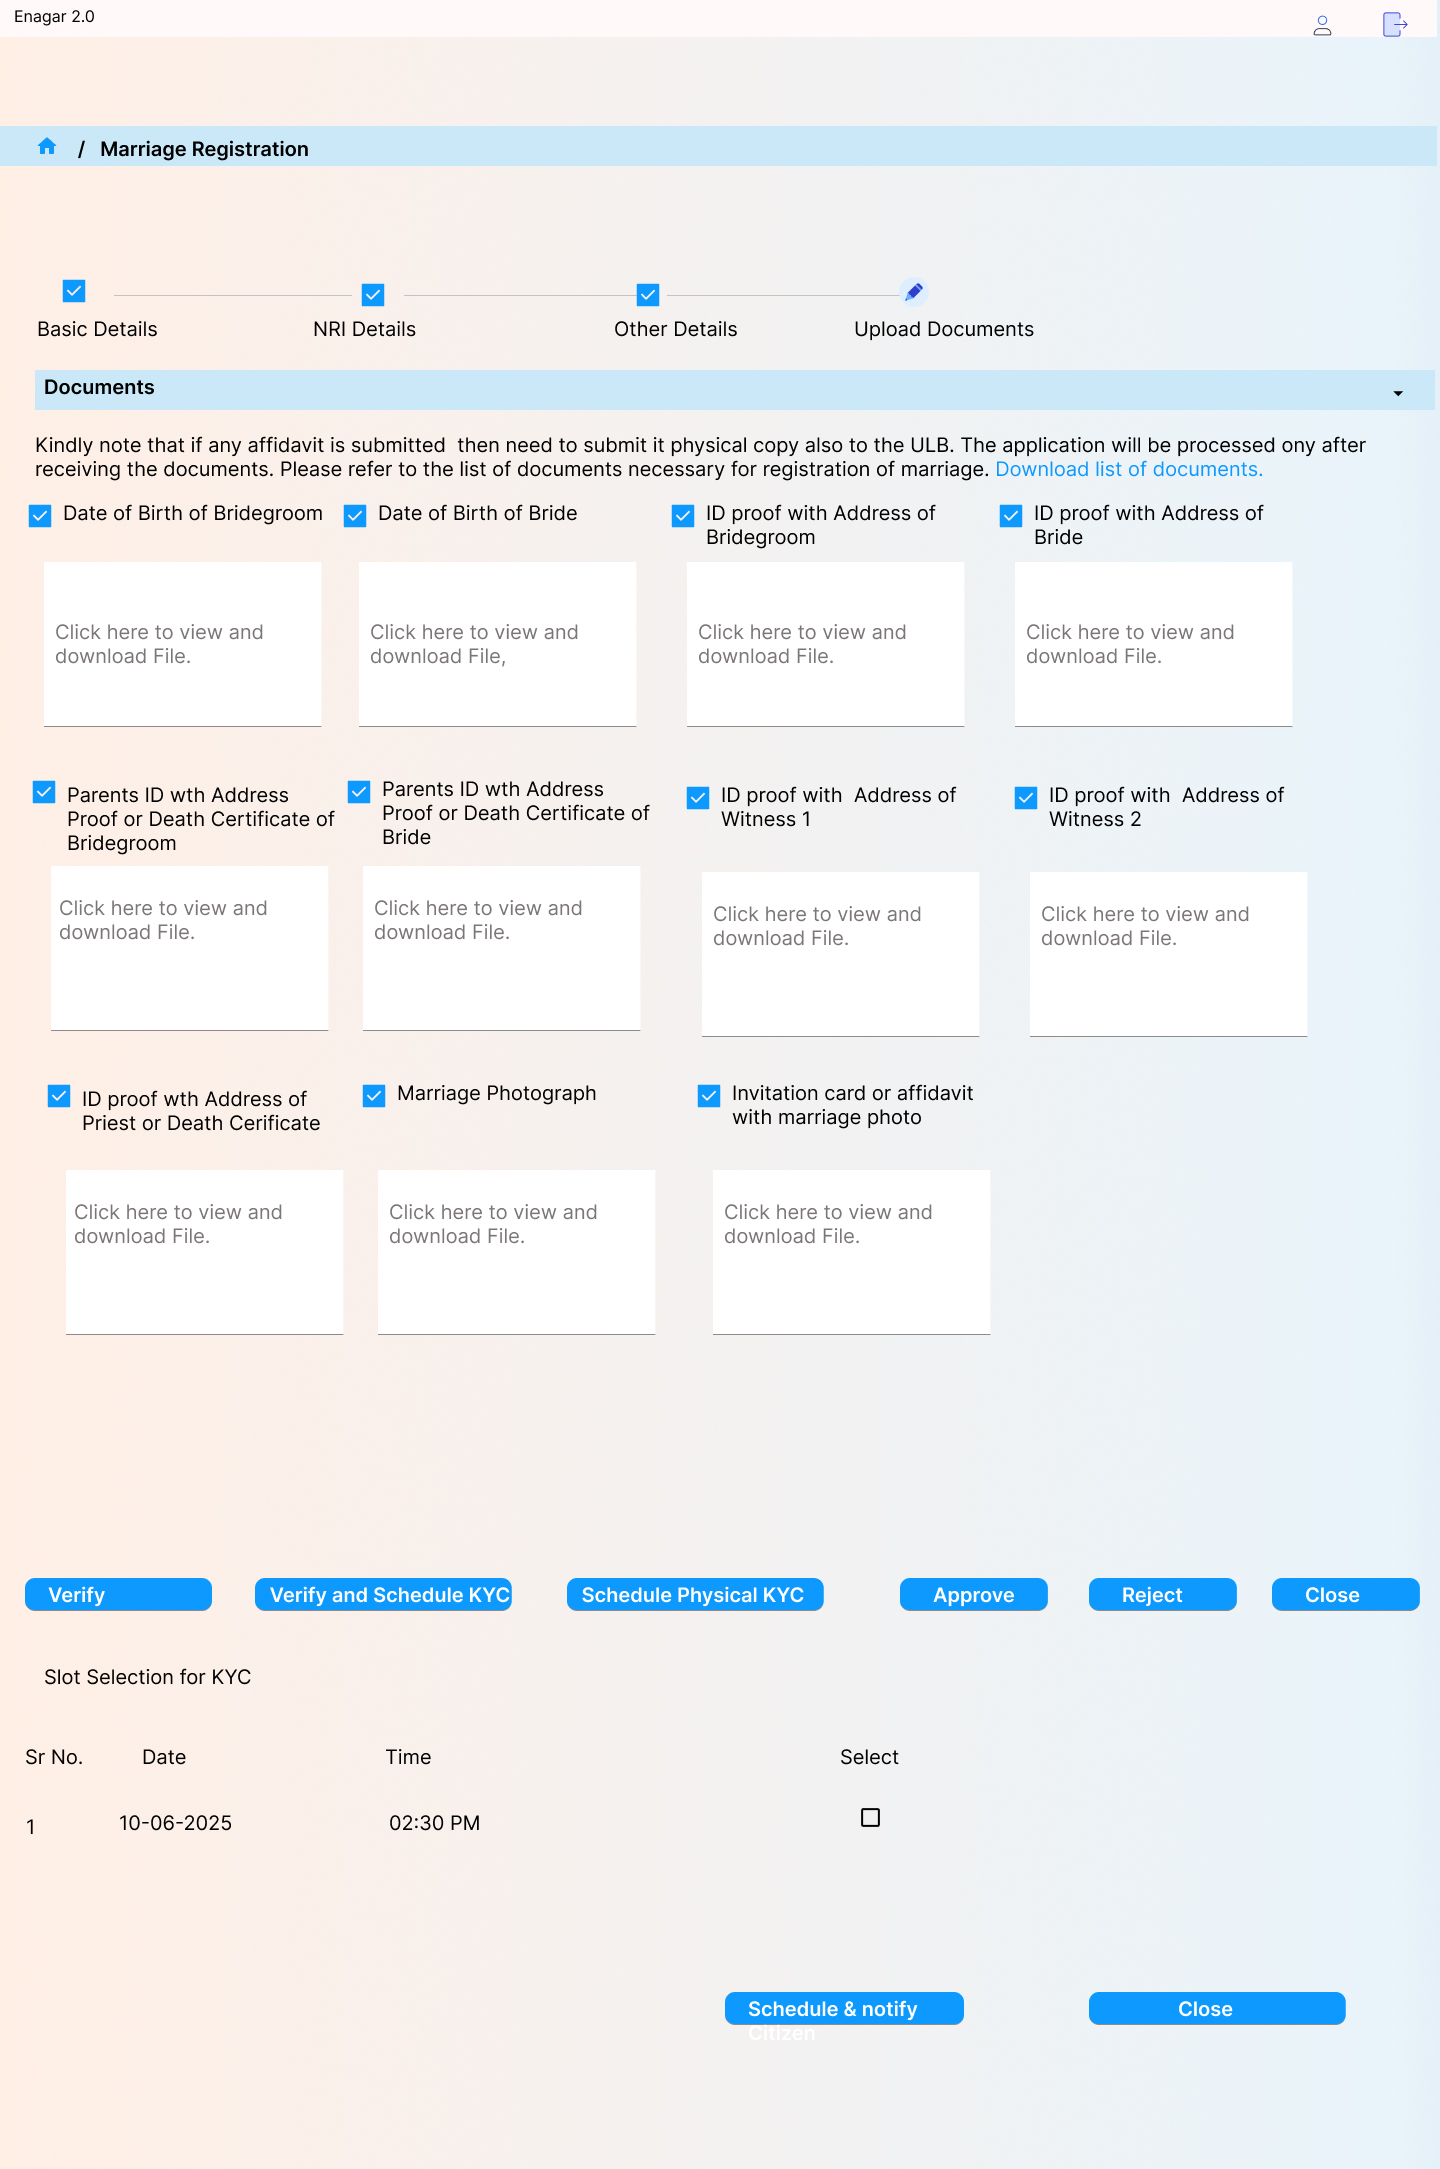 Enagar 2.0
/ Marriage Registration
Basic Details
NRI Details
Other Details
Upload Documents
Documents
Kindly note that if any affidavit is submitted  then need to submit it physical copy also to the ULB. The application will be processed ony after
receiving the documents. Please refer to the list of documents necessary for registration of marriage. Download list of documents.
Date of Birth of Bridegroom
Click here to view and
download File.
Date of Birth of Bride
Click here to view and
download File,
ID proof with Address of
Bridegroom
Click here to view and
download File.
ID proof with Address of
Bride
Click here to view and
download File.
Parents ID wth Address
Proof or Death Certificate of
Bridegroom
Click here to view and
download File.
Parents ID wth Address
Proof or Death Certificate of
Bride
Click here to view and
download File.
ID proof with  Address of
Witness 1
Click here to view and
download File.
ID proof with  Address of
Witness 2
Click here to view and
download File.
ID proof wth Address of
Priest or Death Cerificate
Click here to view and
download File.
Marriage Photograph
Click here to view and
download File.
Invitation card or affidavit
with marriage photo
Click here to view and
download File.
Verify
Verify and Schedule KYC
Schedule Physical KYC
Approve
Reject
Close
Slot Selection for KYC
Sr No. Date Time Select
1 10-06-2025 02:30 PM
Schedule & notify
Citizen
Close